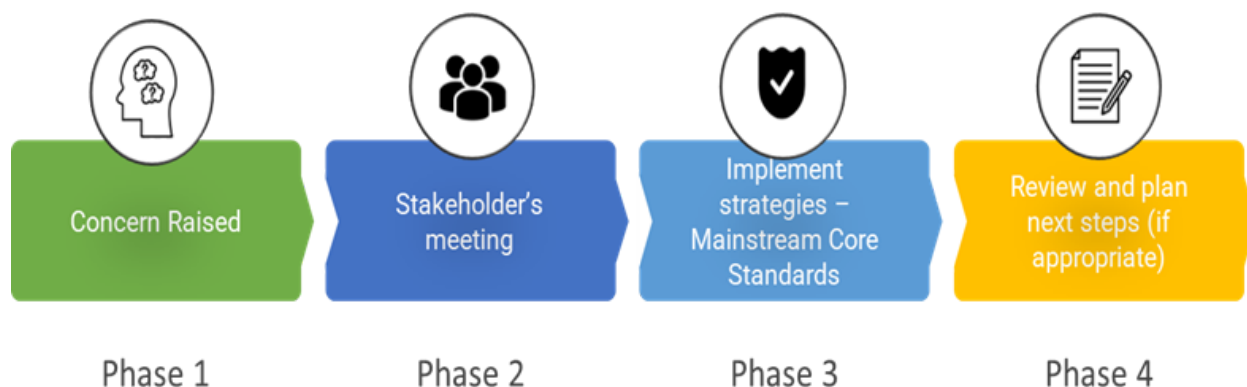 Concern Raised
Stakeholder’s
meeting
Implement
strategies –
Mainstream Core
Standards
Review and plan
next steps (if
appropriate)
Phase 1
Phase 2
Phase 3
Phase 4